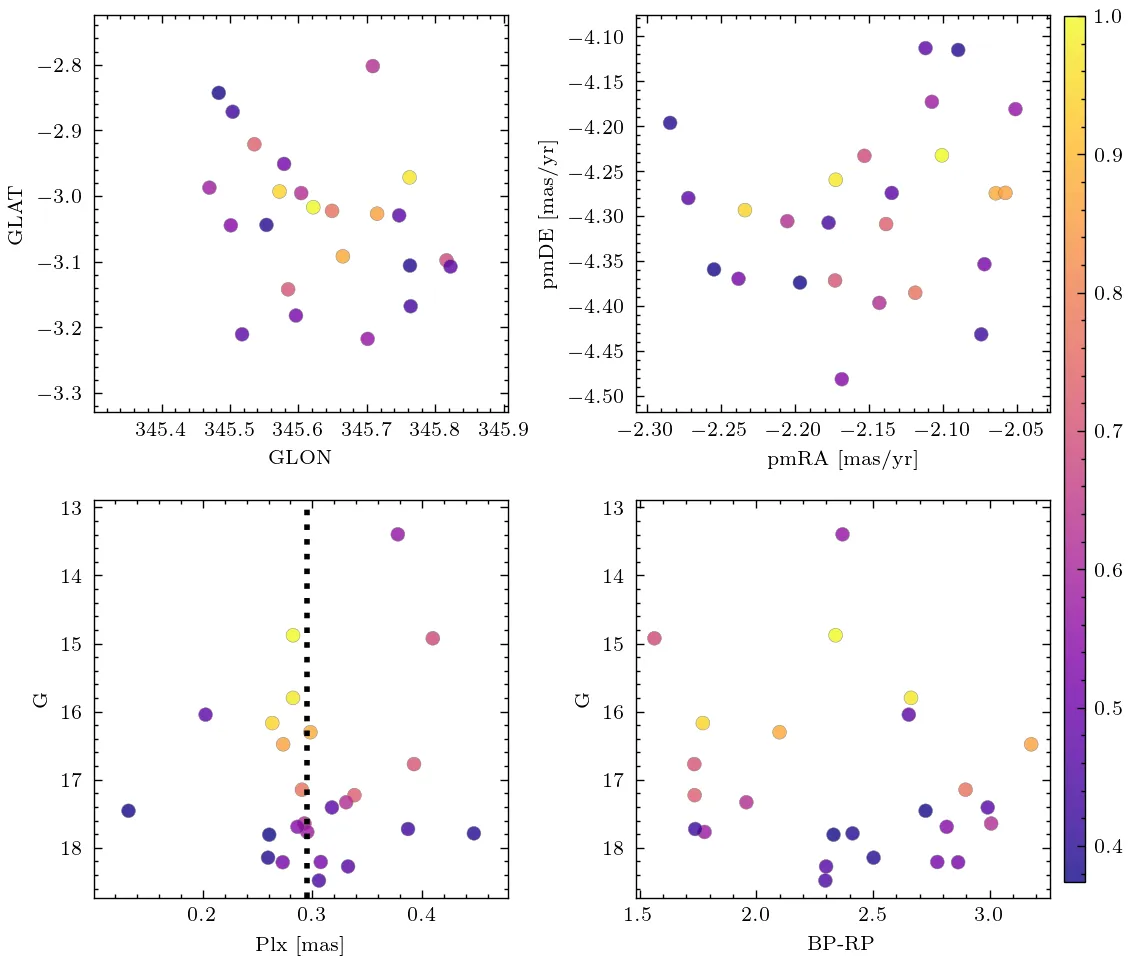 −2.8
−2.9
−3.0
−3.1
−3.2
−3.3
GLAT
345.4 345.5 345.6 345.7 345.8 345.9
GLON
−4.10
−4.15
−4.20
−4.25
−4.30
−4.35
−4.40
−4.45
−4.50
pmDE [mas/yr]
−2.30 −2.25 −2.20 −2.15 −2.10 −2.05
pmRA [mas/yr]
13
14
15
16
17
18
G
0.2 0.3 0.4
Plx [mas]
13
14
15
16
17
18
G
1.5 2.0 2.5 3.0
BP-RP
1.0
0.9
0.8
0.7
0.6
0.5
0.4